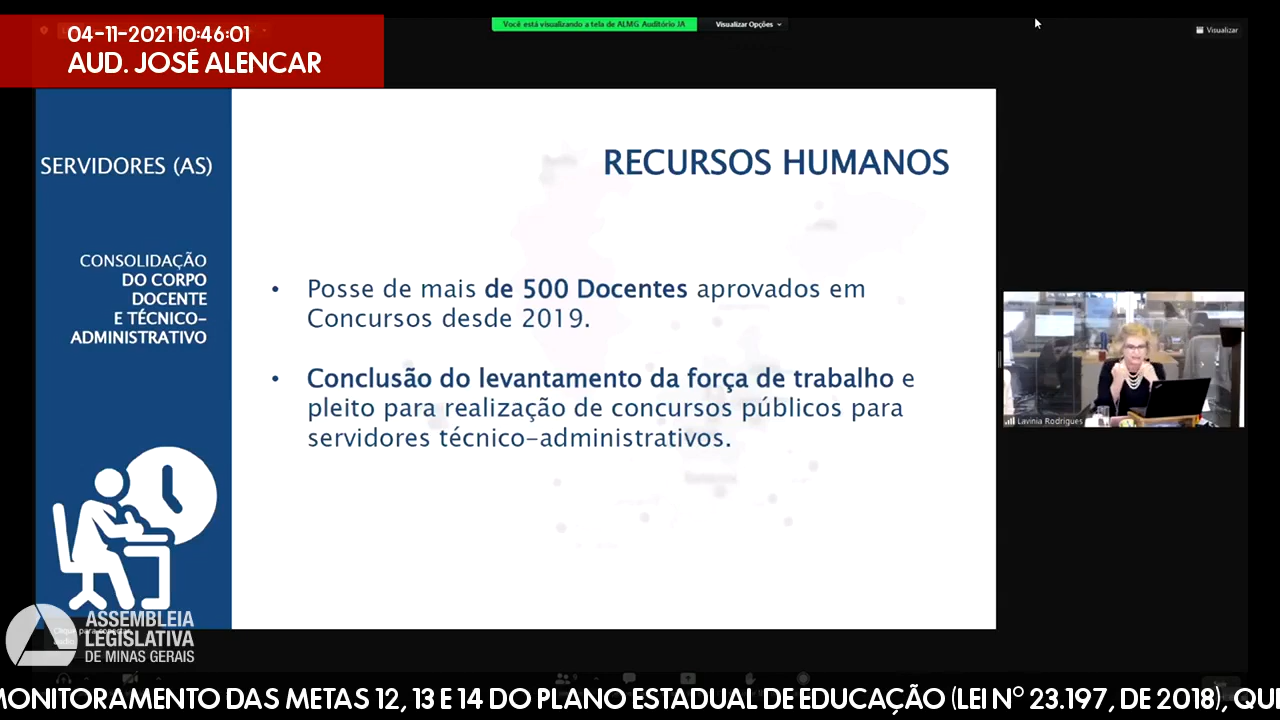 04-11-2021 10:46:01
AUD. JOSÉ ALENCAR
Você está visualizando a tela de ALMG Auditório JA
Visualizar Opções
Visualizar
SERVIDORES (AS)
CONSOLIDAÇÃO
DO CORPO
DOCENTE
E TÉCNICO-
ADMINISTRATIVO
RECURSOS HUMANOS
• Posse de mais de 500 Docentes aprovados em
Concursos desde 2019.
• Conclusão do levantamento da força de trabalho e
pleito para realização de concursos públicos para
servidores técnico-administrativos.
Lavínia Rodrigues
ASSEMBLEIA
LEGISLATIVA
DE MINAS GERAIS
MONITORAMENTO DAS METAS 12, 13 E 14 DO PLANO ESTADUAL DE EDUCAÇÃO (LEI Nº 23.197, DE 2018), QU